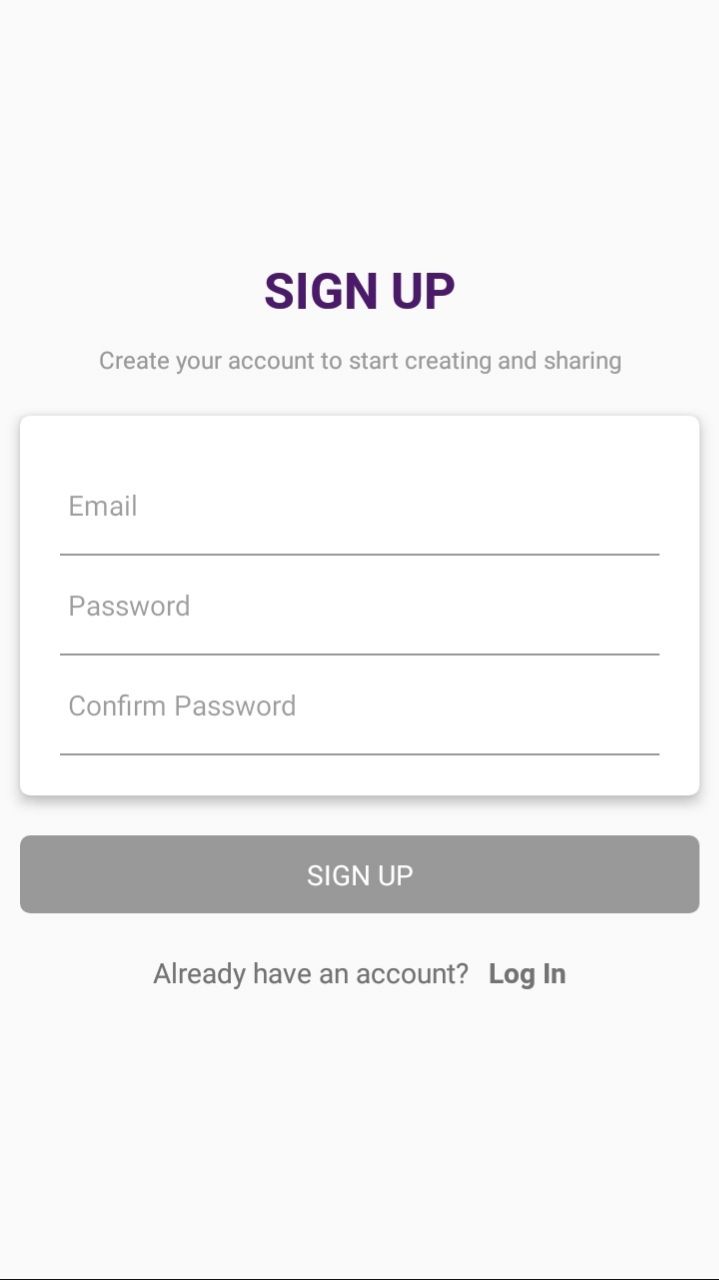 SIGN UP
Create your account to start creating and sharing
Email
Password
Confirm Password
SIGN UP
Already have an account? Log In